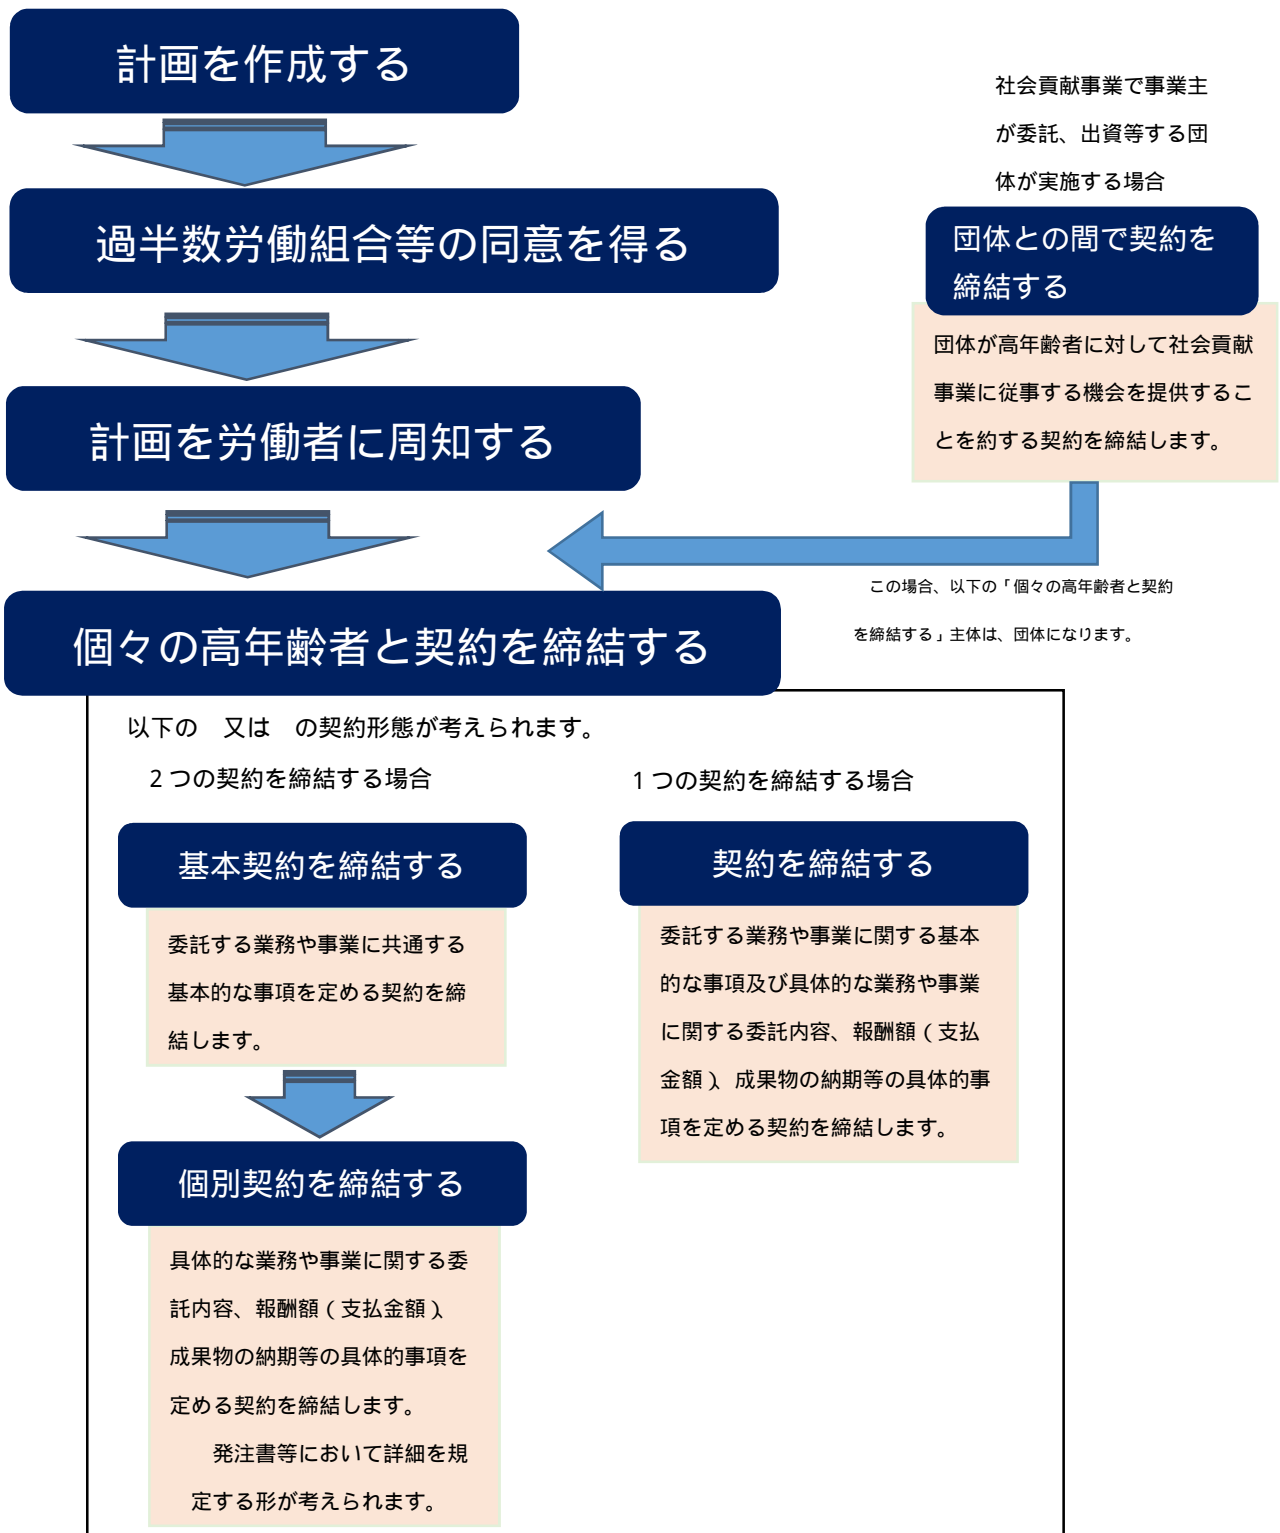 計画を作成する
過半数労働組合等の同意を得る
計画を労働者に周知する
社会貢献事業で事業主
が委託、出資等する団
体が実施する場合
団体との間で契約を
締結する
団体が高年齢者に対して社会貢献
事業に従事する機会を提供するこ
とを約する契約を締結します。
この場合、以下の「個々の高年齢者と契約
を締結する」主体は、団体になります。
個々の高年齢者と契約を締結する
以下の　又は　の契約形態が考えられます。
2つの契約を締結する場合
基本契約を締結する
委託する業務や事業に共通する
基本的な事項を定める契約を締
結します。
個別契約を締結する
具体的な業務や事業に関する委
託内容、報酬額（支払金額）、
成果物の納期等の具体的事項を
定める契約を締結します。
発注書等において詳細を規
定する形が考えられます。
1つの契約を締結する場合
契約を締結する
委託する業務や事業に関する基本
的な事項及び具体的な業務や事業
に関する委託内容、報酬額（支払
金額）、成果物の納期等の具体的事
項を定める契約を締結します。